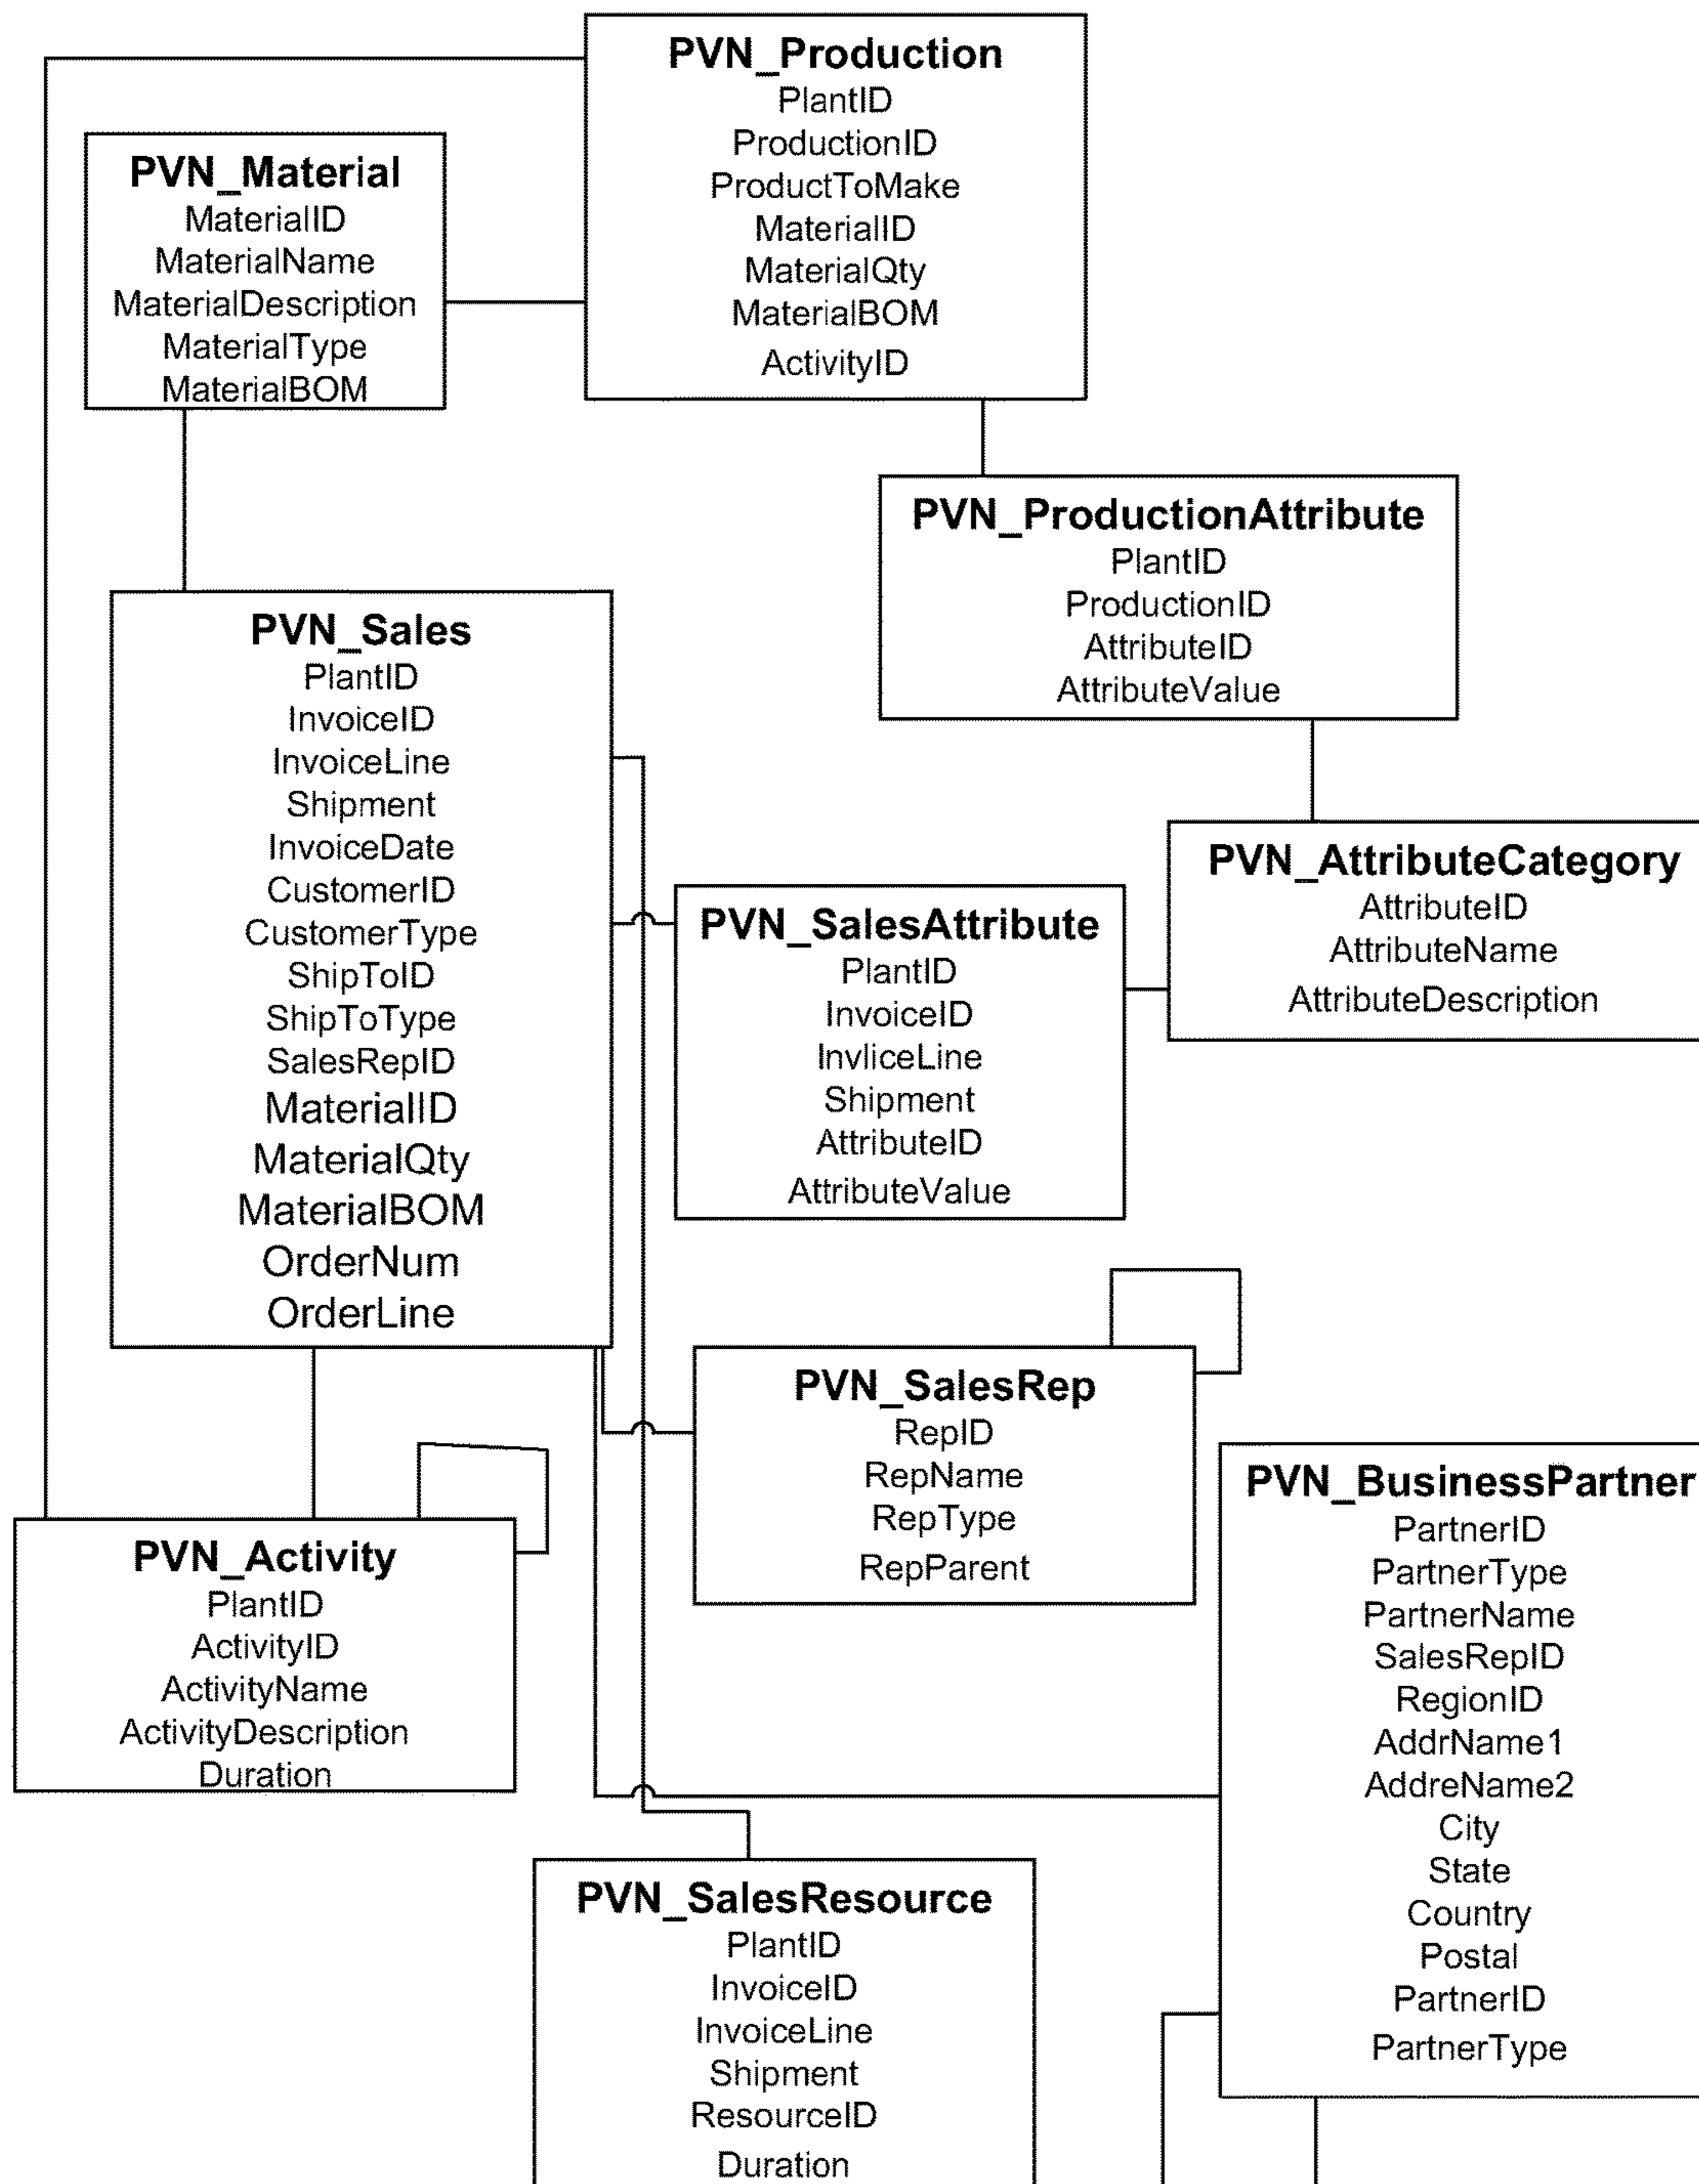 PVN_Production
PlantID
ProductionID
ProductToMake
MaterialID
MaterialQty
MaterialBOM
ActivityID
PVN_Material
MaterialID
MaterialName
MaterialDescription
MaterialType
MaterialBOM
PVN_ProductionAttribute
PlantID
ProductionID
AttributeID
AttributeValue
PVN_Sales
PlantID
InvoiceID
InvoiceLine
Shipment
InvoiceDate
CustomerID
CustomerType
ShipToID
ShipToType
SalesRepID
MaterialID
MaterialQty
MaterialBOM
OrderNum
OrderLine
PVN_AttributeCategory
AttributeID
AttributeName
AttributeDescription
PVN_SalesAttribute
PlantID
InvoiceID
InvliceLine
Shipment
AttributeID
AttributeValue
PVN_SalesRep
RepID
RepName
RepType
RepParent
PVN_BusinessPartner
PartnerID
PartnerType
PartnerName
SalesRepID
RegionID
AddrName1
AddreName2
City
State
Country
Postal
PartnerID
PartnerType
PVN_Activity
PlantID
ActivityID
ActivityName
ActivityDescription
Duration
PVN_SalesResource
PlantID
InvoiceID
InvoiceLine
Shipment
ResourceID
Duration